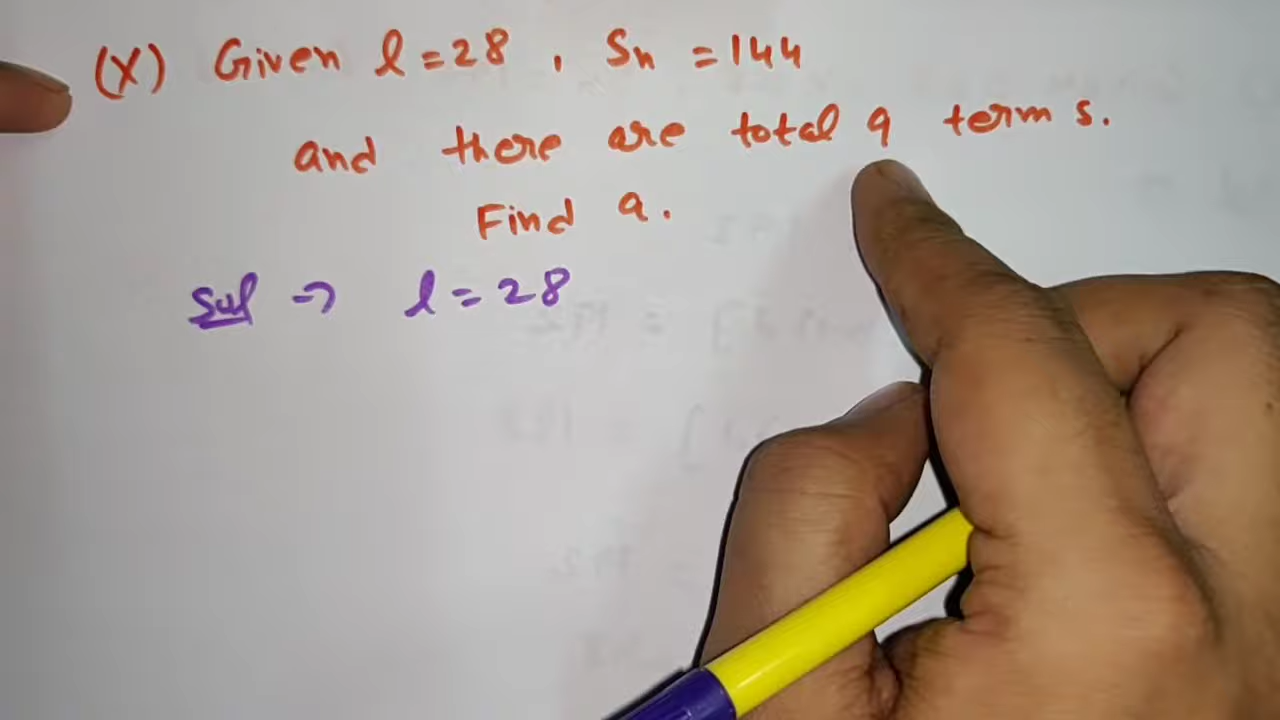 (X) Given l = 28 , Sn = 144
and there are total 9 terms.
Find a.
Sol → l = 28